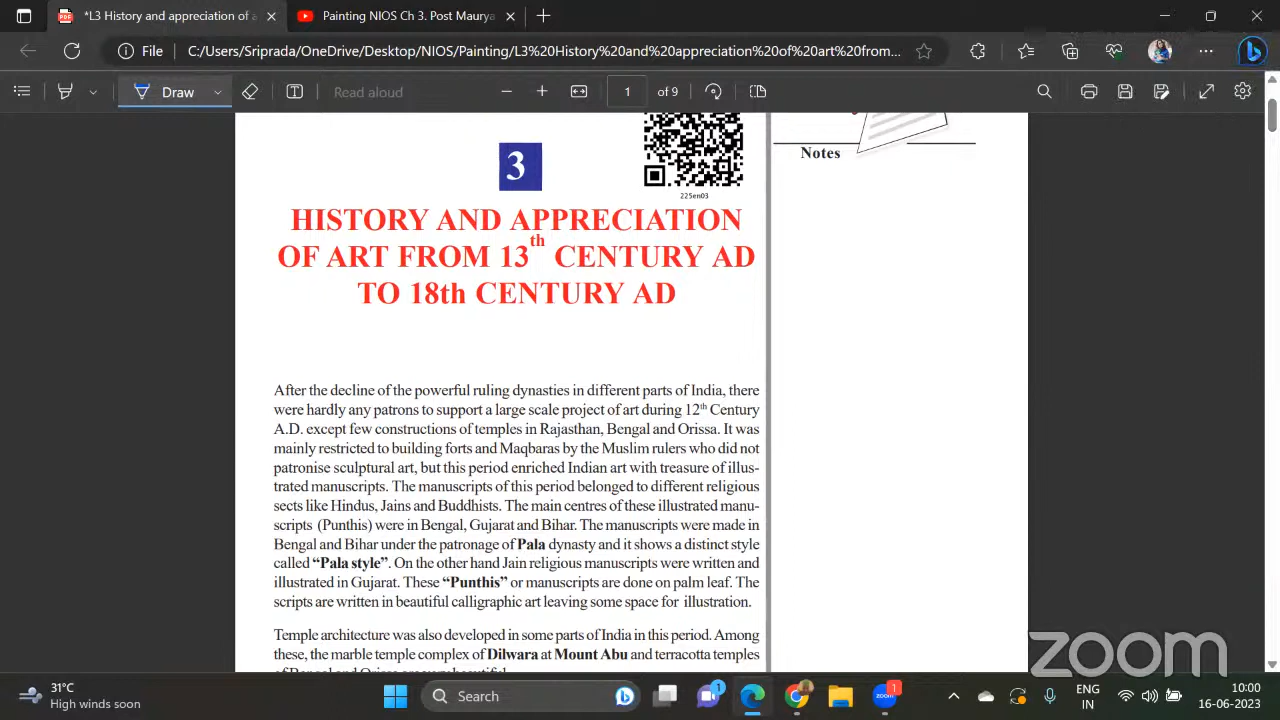 *L3 History and appreciation of a
Painting NIOS Ch 3. Post Maurya
File
C:/Users/Sriprada/OneDrive/Desktop/NIOS/Painting/L3%20History%20and%20appreciation%20of%20art%20from...
Draw
Read aloud
1 of 9
Notes
3
225en03
HISTORY AND APPRECIATION
OF ART FROM 13th CENTURY AD
TO 18th CENTURY AD
After the decline of the powerful ruling dynasties in different parts of India, there
were hardly any patrons to support a large scale project of art during 12th Century
A.D. except few constructions of temples in Rajasthan, Bengal and Orissa. It was
mainly restricted to building forts and Maqbaras by the Muslim rulers who did not
patronise sculptural art, but this period enriched Indian art with treasure of illus-
trated manuscripts. The manuscripts of this period belonged to different religious
sects like Hindus, Jains and Buddhists. The main centres of these illustrated manu-
scripts (Punthis) were in Bengal, Gujarat and Bihar. The manuscripts were made in
Bengal and Bihar under the patronage of Pala dynasty and it shows a distinct style
called “Pala style”. On the other hand Jain religious manuscripts were written and
illustrated in Gujarat. These “Punthis” or manuscripts are done on palm leaf. The
scripts are written in beautiful calligraphic art leaving some space for illustration.
Temple architecture was also developed in some parts of India in this period. Among
these, the marble temple complex of Dilwara at Mount Abu and terracotta temples
of Bengal and Orissa are very beautiful.
zoom
31°C
High winds soon
Search
1
zoom
1
ENG
IN
10:00
16-06-2023